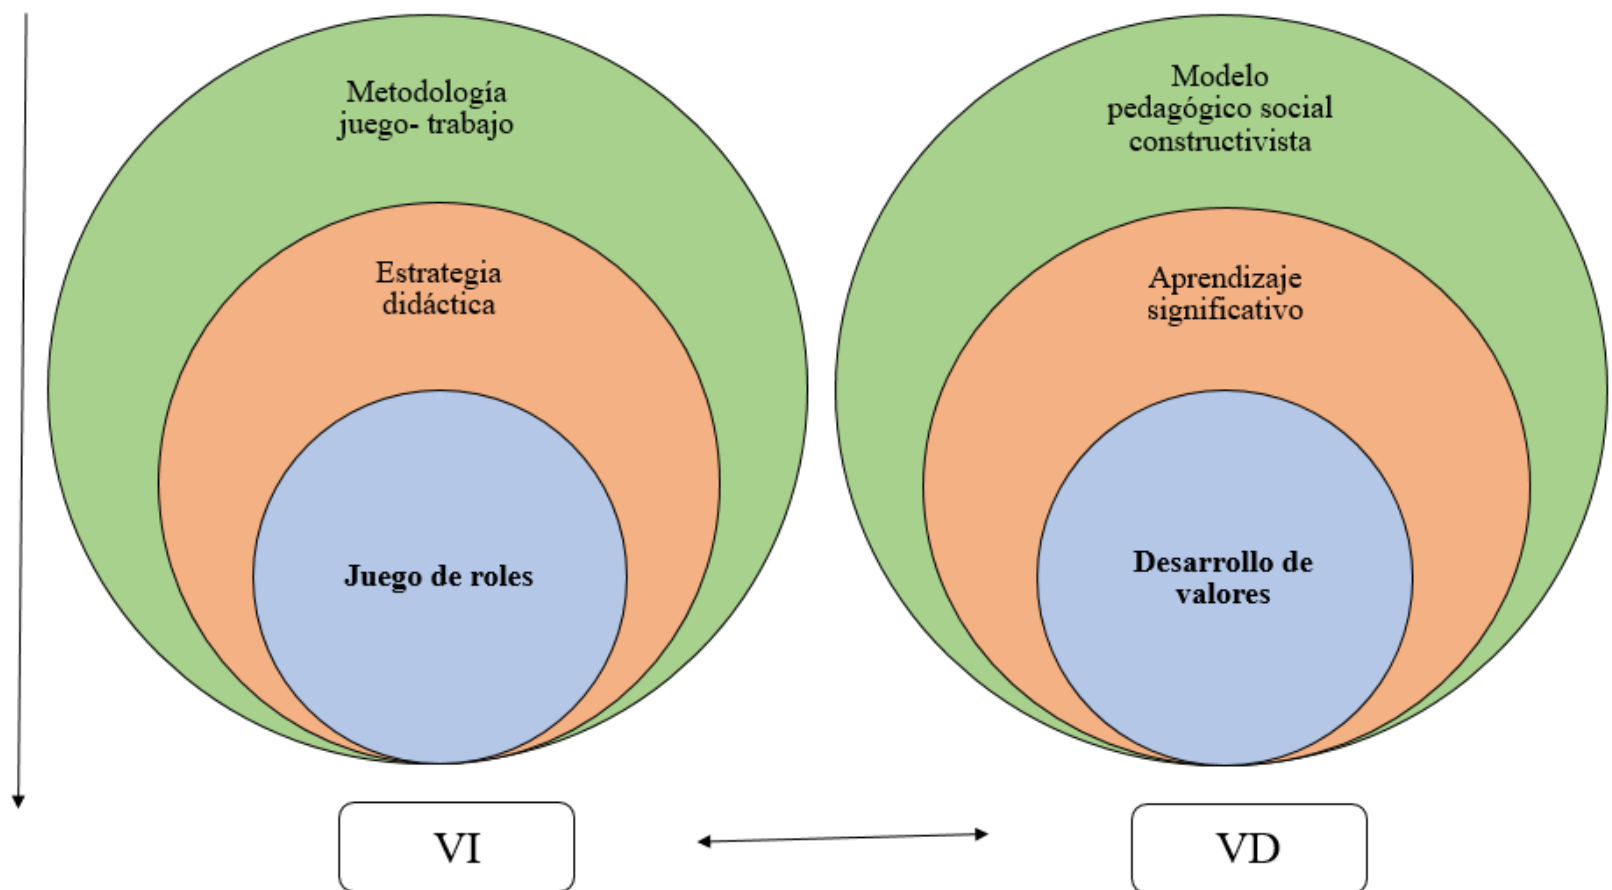 Metodología
juego- trabajo
Estrategia
didáctica
Juego de roles
VI
Modelo
pedagógico social
constructivista
Aprendizaje
significativo
Desarrollo de
valores
VD